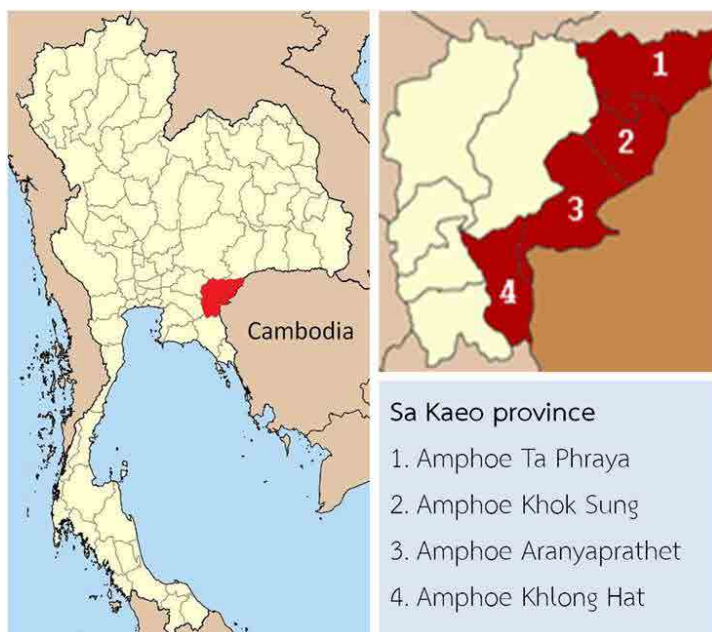 Cambodia
1
2
3
4
Sa Kaeo province
1. Amphoe Ta Phraya
2. Amphoe Khok Sung
3. Amphoe Aranyaprathet
4. Amphoe Khlong Hat